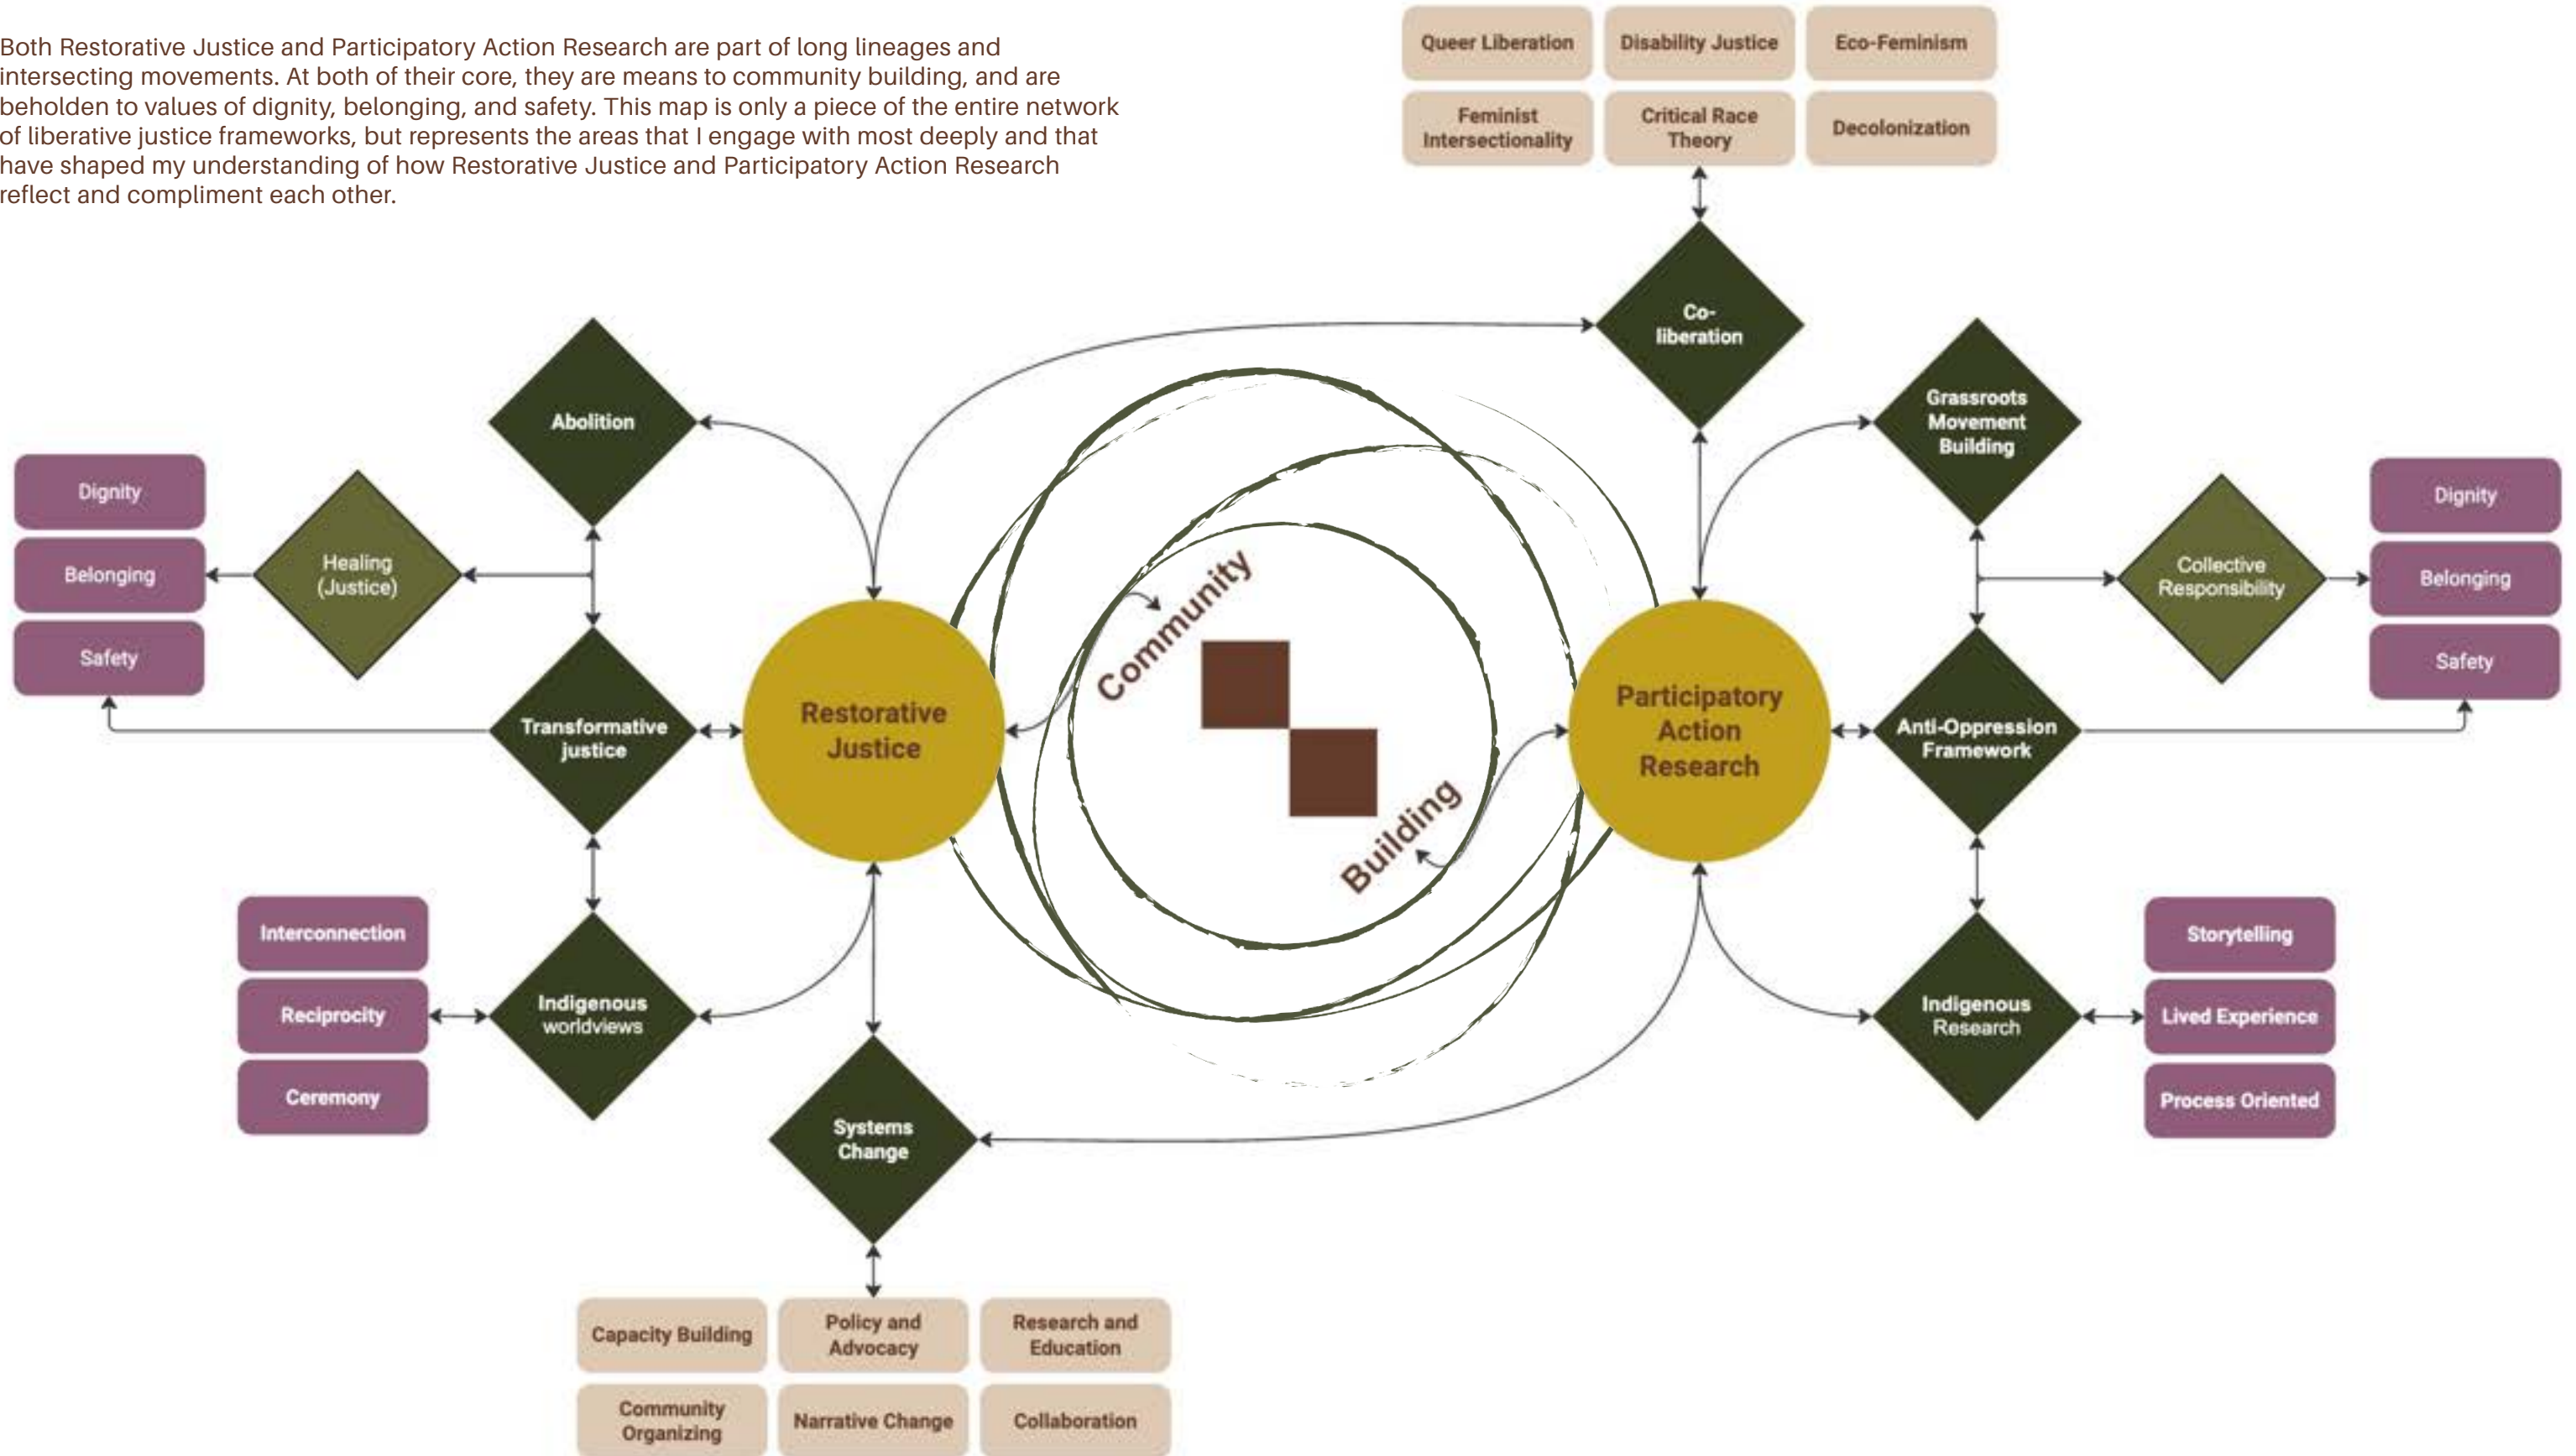 Both Restorative Justice and Participatory Action Research are part of long lineages and
intersecting movements. At both of their core, they are means to community building, and are
beholden to values of dignity, belonging, and safety. This map is only a piece of the entire network
of liberative justice frameworks, but represents the areas that I engage with most deeply and that
have shaped my understanding of how Restorative Justice and Participatory Action Research
reflect and compliment each other.
Queer Liberation
Disability Justice
Eco-Feminism
Feminist
Intersectionality
Critical Race
Theory
Decolonization
Co-
liberation
Abolition
Grassroots
Movement
Building
Dignity
Belonging
Safety
Healing
(Justice)
Transformative
justice
Restorative
Justice
Community
Building
Participatory
Action
Research
Anti-Oppression
Framework
Collective
Responsibility
Dignity
Belonging
Safety
Interconnection
Reciprocity
Ceremony
Indigenous
worldviews
Systems
Change
Indigenous
Research
Storytelling
Lived Experience
Process Oriented
Capacity Building
Policy and
Advocacy
Research and
Education
Community
Organizing
Narrative Change
Collaboration